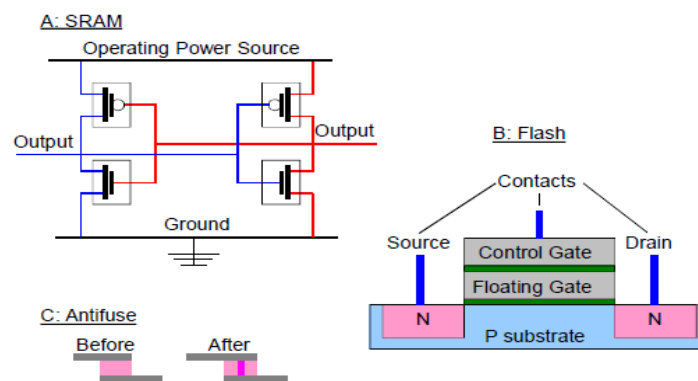 A: SRAM
Operating Power Source
Output
Output
Ground
B: Flash
Contacts
Source
Drain
Control Gate
Floating Gate
N
N
P substrate
C: Antifuse
Before
After